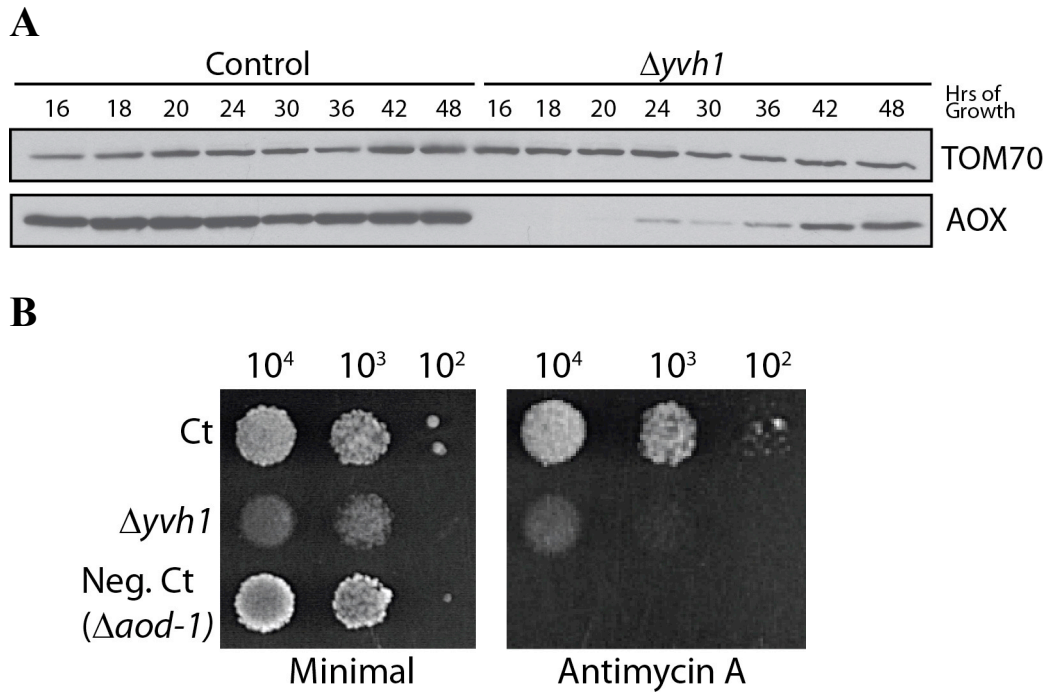 A
Control Δyvh1
16 18 20 24 30 36 42 48 16 18 20 24 30 36 42 48 Hrs of
Growth
TOM70
AOX
B
10⁴ 10³ 10² 10⁴ 10³ 10²
Ct
Δyvh1
Neg. Ct
(Δaod-1)
Minimal Antimycin A